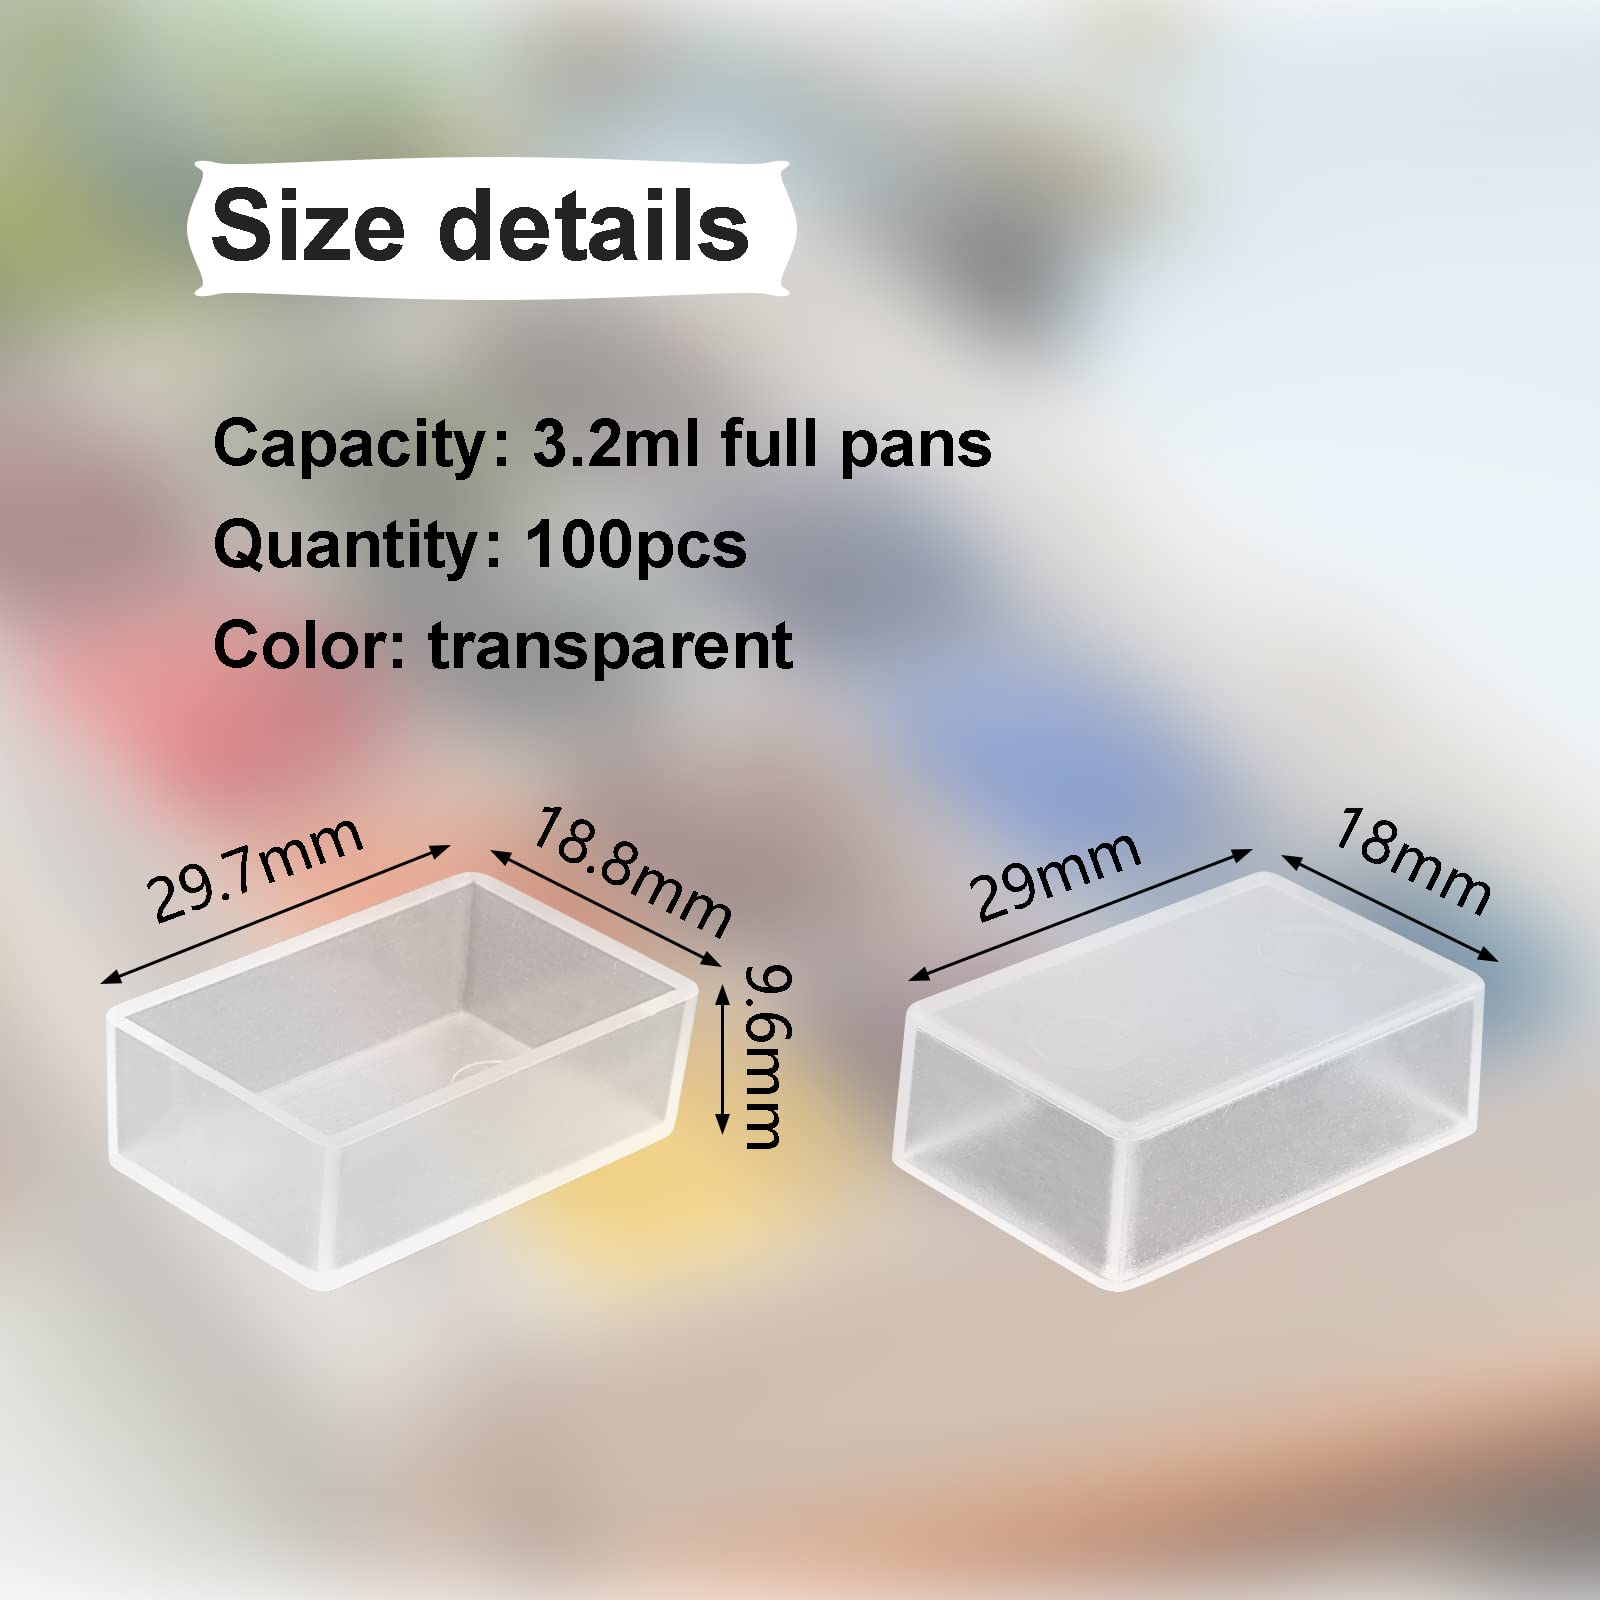 Size details
Capacity: 3.2ml full pans
Quantity: 100pcs
Color: transparent
29.7mm
18.8mm
9.6mm
29mm
18mm